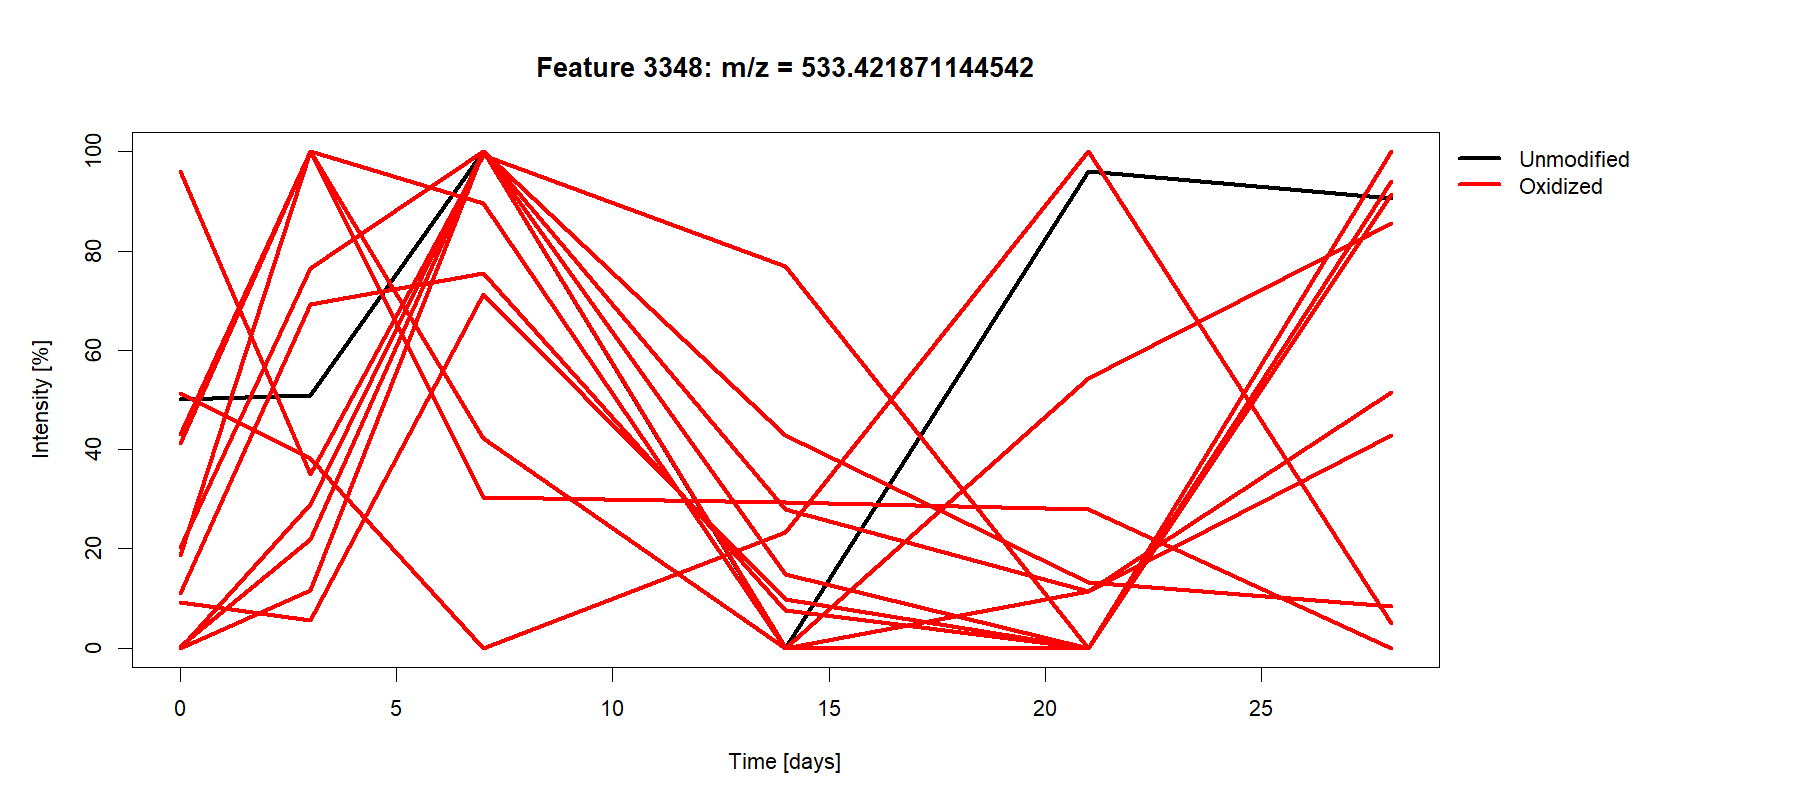 Feature 3348: m/z = 533.421871144542
Unmodified
Oxidized
Intensity [%]
100
80
60
40
20
0
0 5 10 15 20 25
Time [days]